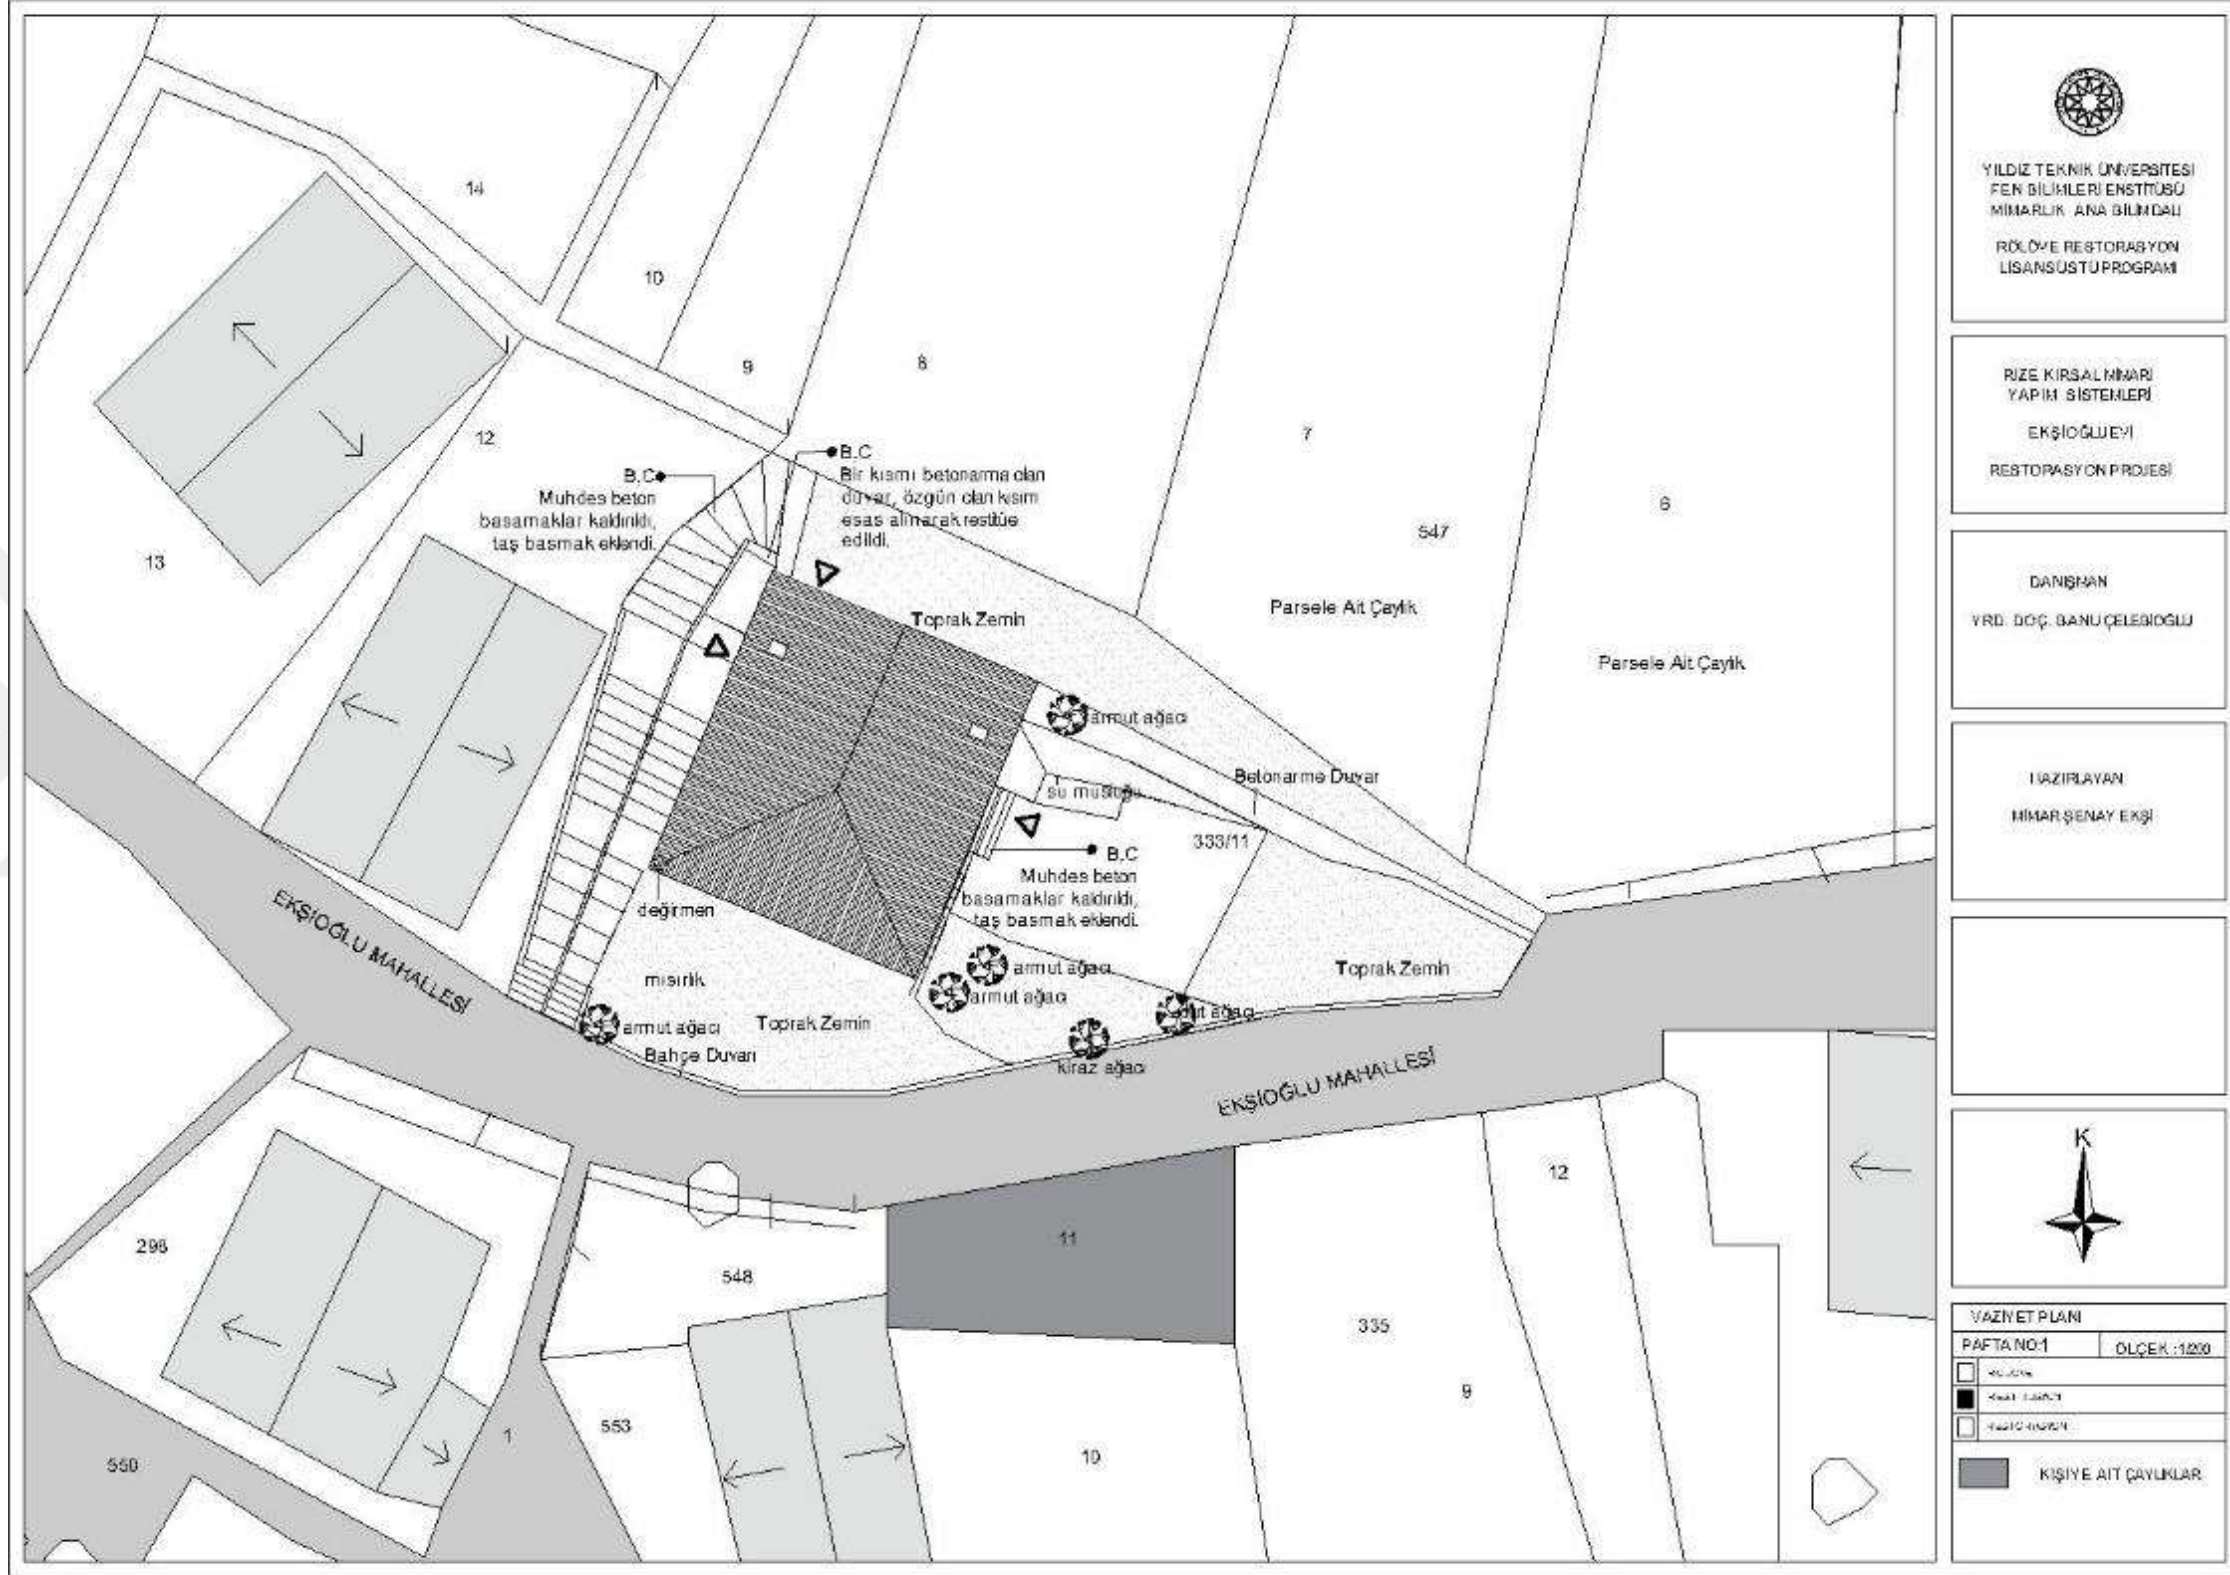 14
10
9
8
7
547
6
12
13
B.C
Muhdes beton
basamaklar kaldırıldı,
taş basmak eklendi.
B.C
Bir kısmı betonarma olan
duvar, özgün olan kısım
esas alınarak restitüe
edildi.
Toprak Zemin
Parsele Ait Çaylık
Parsele Ait Çaylık
armut ağacı
su musluğu
Betonarme Duvar
333/11
B.C
Muhdes beton
basamaklar kaldırıldı,
taş basmak eklendi.
değirmen
mısırlık
armut ağacı
armut ağacı
armut ağacı
Toprak Zemin
Bahçe Duvarı
kiraz ağacı
ağacı
Toprak Zemin
EKŞİOĞLU MAHALLESİ
EKŞİOĞLU MAHALLESİ
298
548
11
12
335
9
553
10
1
550
YILDIZ TEKNİK ÜNİVERSİTESİ
FEN BİLİMLERİ ENSTİTÜSÜ
MİMARLIK ANA BİLİM DALI
RÖLÖVE RESTORASYON
LİSANSÜSTÜ PROGRAMI
RİZE KIRSAL MİMARİ
YAPIM SİSTEMLERİ
EKŞİOĞLU EVİ
RESTORASYON PROJESİ
DANIŞMAN
YRD. DOÇ. BANU ÇELEBİOĞLU
HAZIRLAYAN
MİMAR ŞENAY EKŞİ
K
VAZİYET PLANI
PAFTA NO:1
ÖLÇEK :1/200
KİŞİYE AİT ÇAYLIKLAR